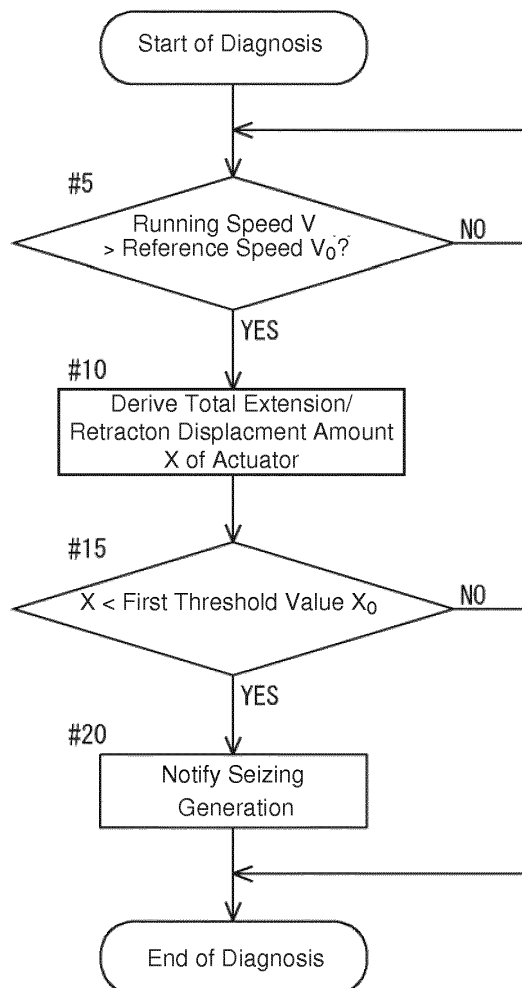 Start of Diagnosis
#5
Running Speed V
> Reference Speed V₀?
NO
YES
#10
Derive Total Extension/
Retracton Displacment Amount
X of Actuator
#15
X < First Threshold Value X₀
NO
YES
#20
Notify Seizing
Generation
End of Diagnosis